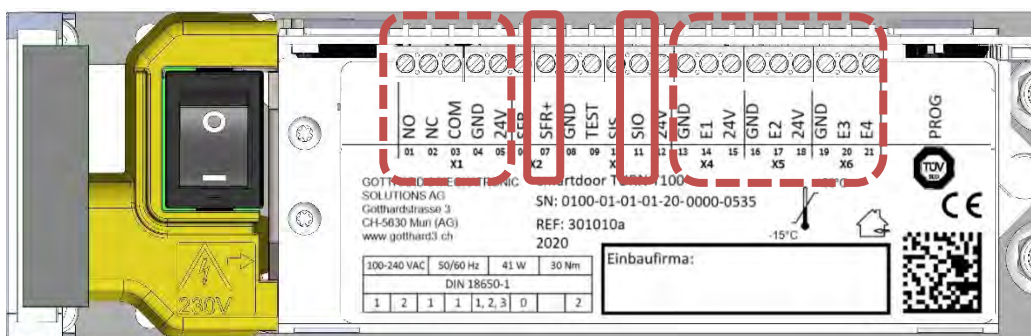 NO NC COM GND 24V SFR SFR+ GND TEST SIS SIO 24V GND E1 24V GND E2 24V GND E3 E4 PROG
01 02 03 04 05 07 08 09 11 12 13 14 15 16 17 18 19 20 21
X1 X2 X4 X5 X6
SOLUTIONS AG
Gotthardstrasse 3
CH-5630 Muri (AG)
www.gotthard3.ch
SN: 0100-01-01-01-20-0000-0535
REF: 301010a
2020
-15°C
TÜV
SÜD
CE
100-240 VAC 50/60 Hz 41 W 30 Nm
DIN 18650-1
1 2 1 1 1, 2, 3 0 2
Einbaufirma:
230V